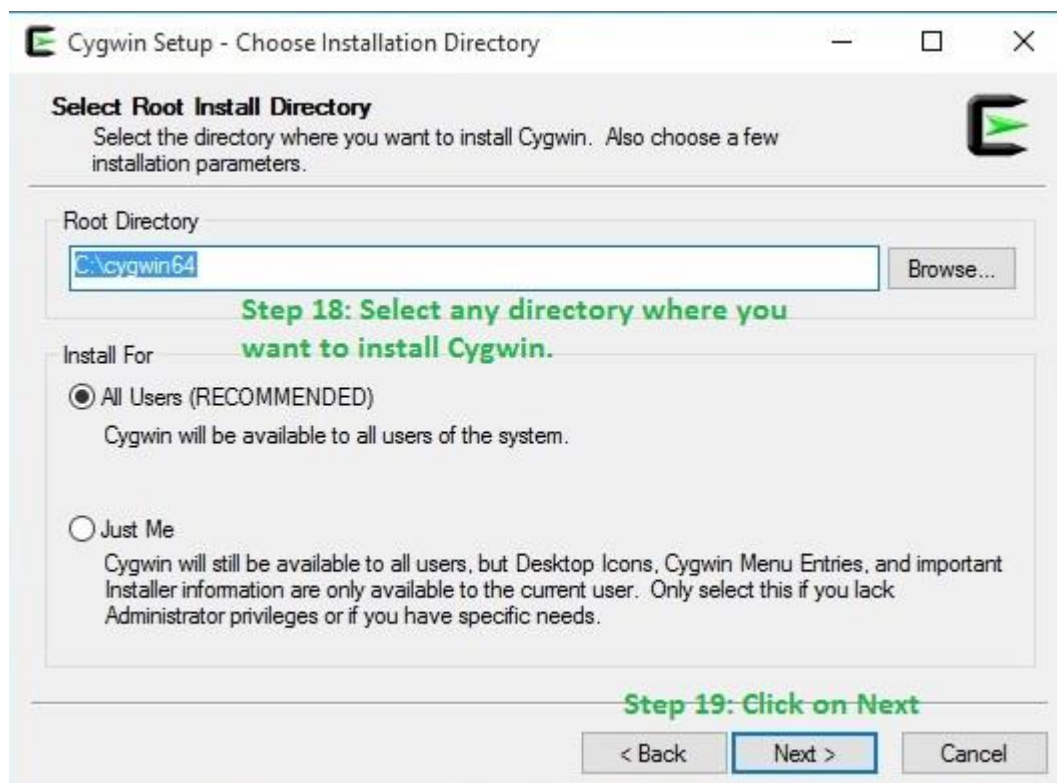 Cygwin Setup - Choose Installation Directory
Select Root Install Directory
Select the directory where you want to install Cygwin. Also choose a few
installation parameters.
Root Directory
C:\cygwin64
Browse...
Step 18: Select any directory where you
want to install Cygwin.
Install For
All Users (RECOMMENDED)
Cygwin will be available to all users of the system.
Just Me
Cygwin will still be available to all users, but Desktop Icons, Cygwin Menu Entries, and important
Installer information are only available to the current user. Only select this if you lack
Administrator privileges or if you have specific needs.
Step 19: Click on Next
< Back
Next >
Cancel